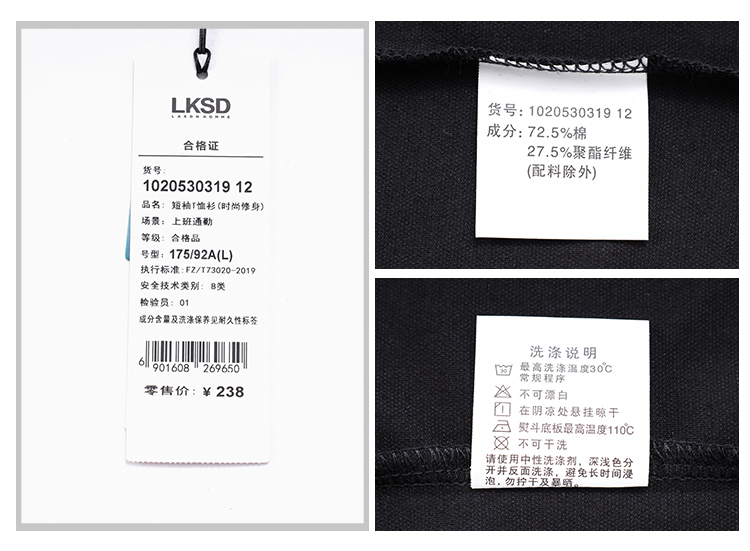 LKSD
LAXON HOMME
合格证
货号:
1020530319 12
品名: 短袖T恤衫(时尚修身)
场景: 上班通勤
等级: 合格品
号型: 175/92A(L)
执行标准: FZ/T73020-2019
安全技术类别: B类
检验员: 01
成分含量及洗涤保养见耐久性标签
6 901608 269650
零售价: ¥ 238
货号: 1020530319 12
成分: 72.5%棉
27.5%聚酯纤维
(配料除外)
洗涤说明
30 最高洗涤温度30℃
常规程序
不可漂白
在阴凉处悬挂晾干
熨斗底板最高温度110℃
不可干洗
请使用中性洗涤剂，深浅色分
开并反面洗涤，避免长时间浸
泡，勿拧干及暴晒。